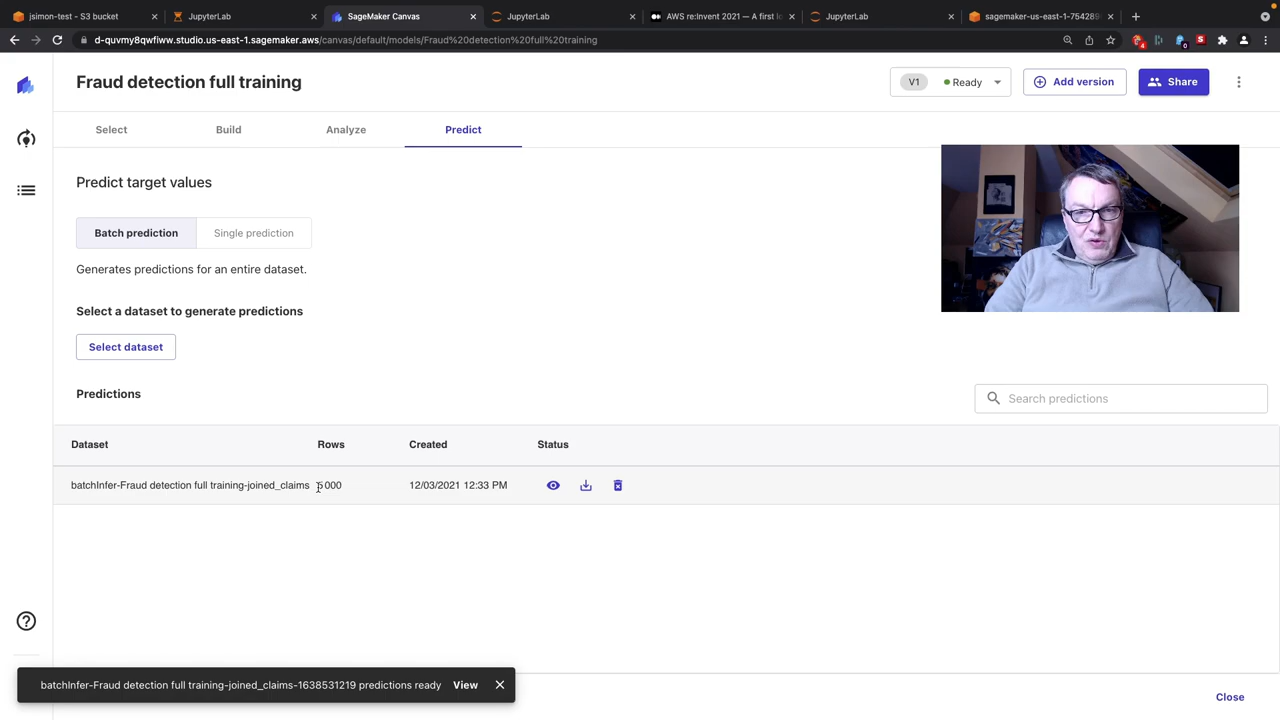 jsimon-test - S3 bucket
JupyterLab
SageMaker Canvas
JupyterLab
AWS re:Invent 2021 — A first lo
JupyterLab
sagemaker-us-east-1-754289
d-quvmy8qwfiww.studio.us-east-1.sagemaker.aws/canvas/default/models/Fraud%20detection%20full%20training
4
0
S
Fraud detection full training
V1 Ready
Add version
Share
Select
Build
Analyze
Predict
Predict target values
Batch prediction
Single prediction
Generates predictions for an entire dataset.
Select a dataset to generate predictions
Select dataset
Predictions
Search predictions
Dataset Rows Created Status
batchInfer-Fraud detection full training-joined_claims 000 12/03/2021 12:33 PM
batchInfer-Fraud detection full training-joined_claims-1638531219 predictions ready View
Close